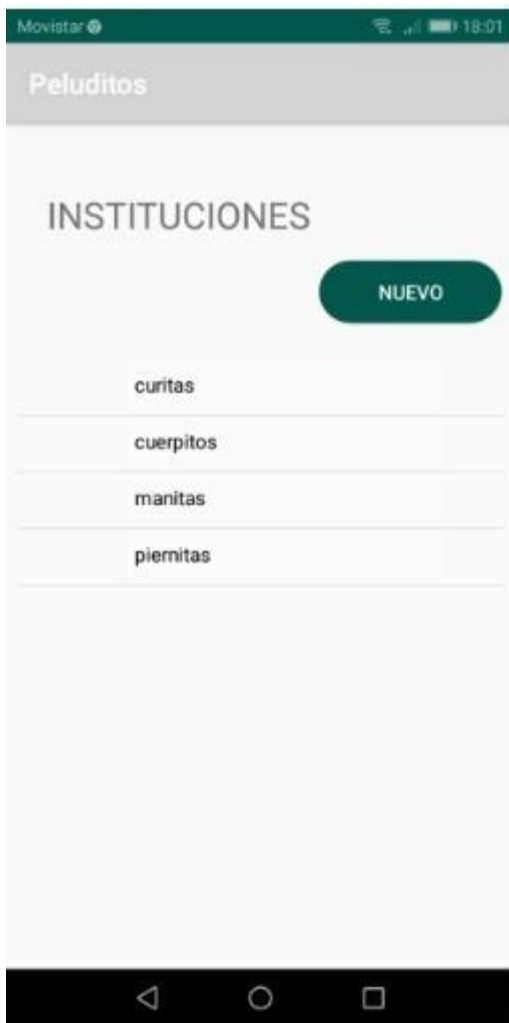 Movistar 18:01
Peluditos
INSTITUCIONES
NUEVO
curitas
cuerpitos
manitas
piernitas